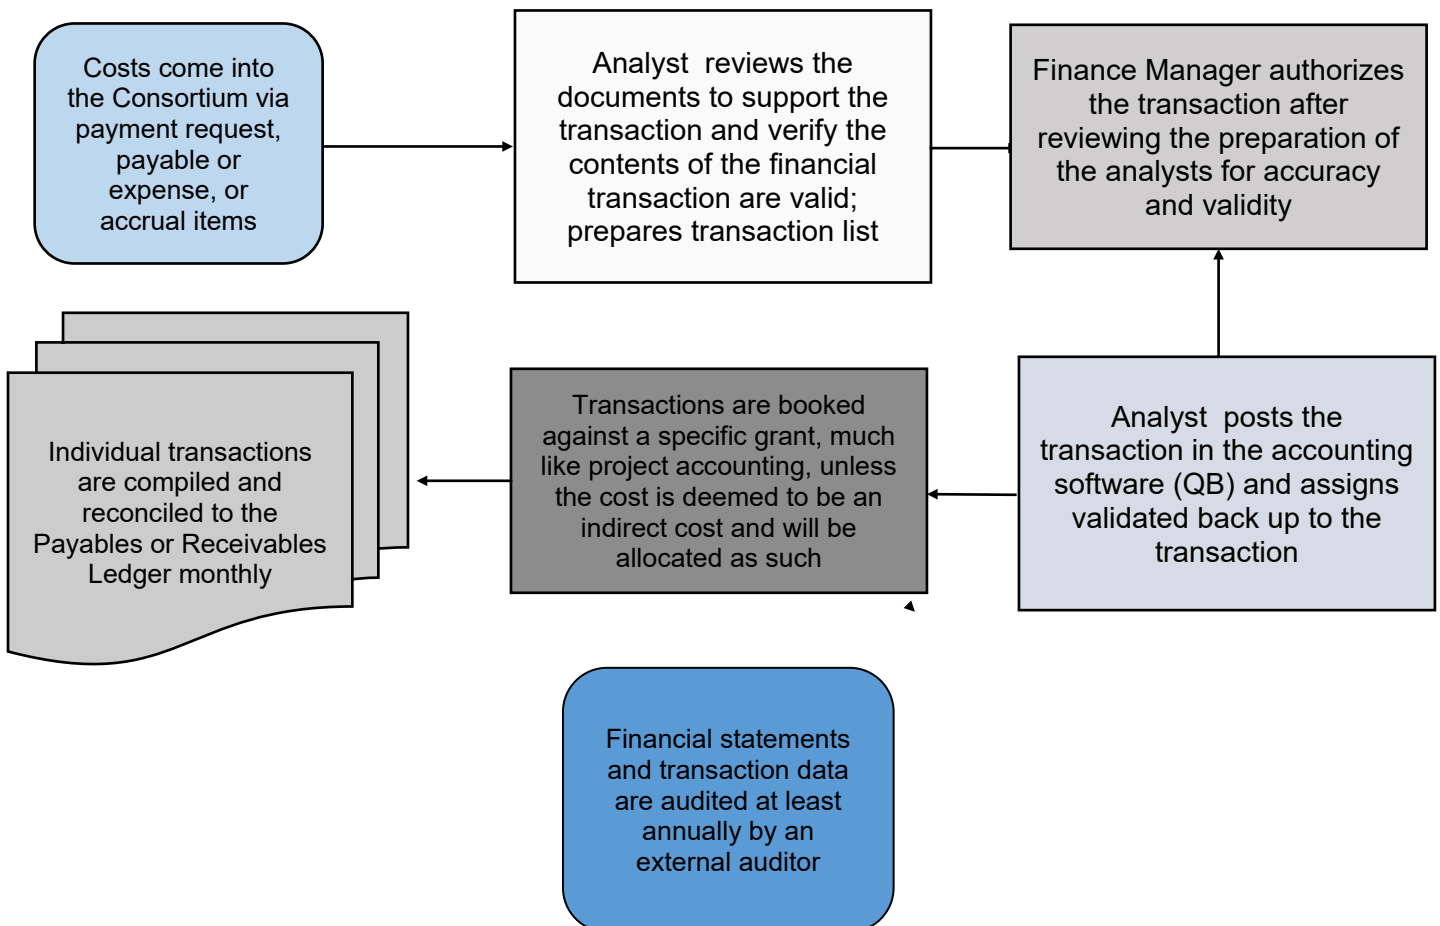 Costs come into
the Consortium via
payment request,
payable or
expense, or
accrual items
Analyst  reviews the
documents to support the
transaction and verify the
contents of the financial
transaction are valid;
prepares transaction list
Finance Manager authorizes
the transaction after
reviewing the preparation of
the analysts for accuracy
and validity
Analyst  posts the
transaction in the accounting
software (QB) and assigns
validated back up to the
transaction
Transactions are booked
against a specific grant, much
like project accounting, unless
the cost is deemed to be an
indirect cost and will be
allocated as such
Individual transactions
are compiled and
reconciled to the
Payables or Receivables
Ledger monthly
Financial statements
and transaction data
are audited at least
annually by an
external auditor